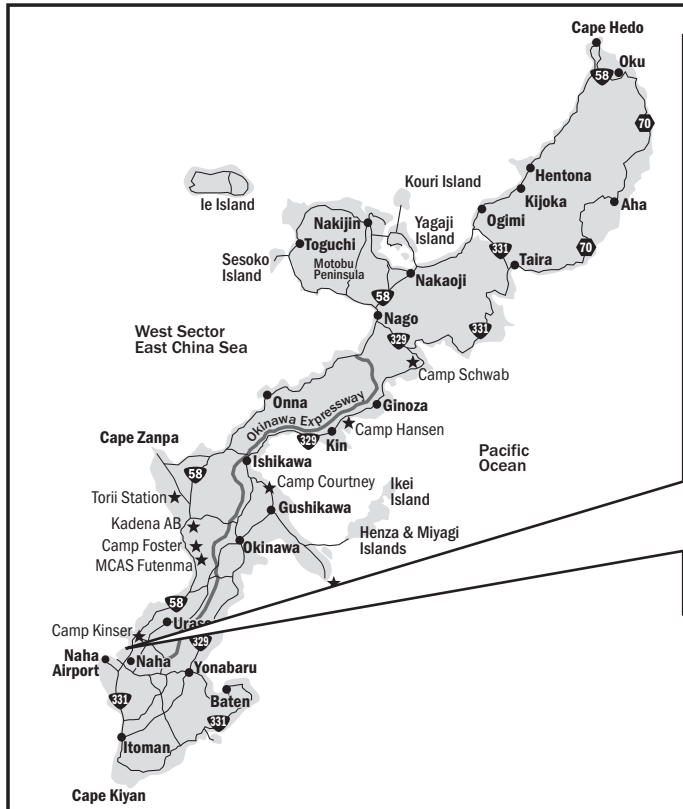 Cape Hedo
Oku
58
70
Hentona
Kouri Island
Kijoka
Ie Island
Aha
Nakijin
Yagaji
Island
Ogimi
Toguchi
331
70
Sesoko
Island
Motobu
Peninsula
Taira
Nakaoji
58
Nago
331
West Sector
East China Sea
329
Camp Schwab
Onna
Okinawa Expressway
Ginoza
Camp Hansen
329
Kin
Cape Zanpa
Pacific
Ocean
Ishikawa
58
Camp Courtney
Ikei
Island
Torii Station
Gushikawa
Kadena AB
Henza & Miyagi
Islands
Camp Foster
Okinawa
MCAS Futenma
58
Camp Kinser
329
Naha
Airport
Naha
Yonabaru
331
Baten
331
Itoman
Cape Kiyan